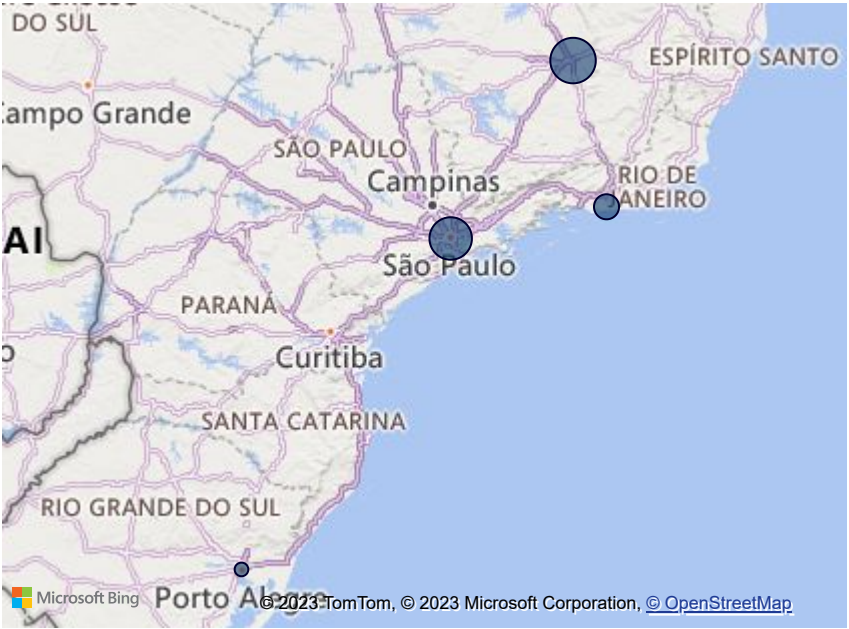 DO SUL
ESPÍRITO SANTO
ampo Grande
SÃO PAULO
Campinas
RIO DE
JANEIRO
AI
São Paulo
PARANÁ
o
Curitiba
SANTA CATARINA
RIO GRANDE DO SUL
Microsoft Bing
Porto Alegre
© 2023 TomTom, © 2023 Microsoft Corporation, © OpenStreetMap